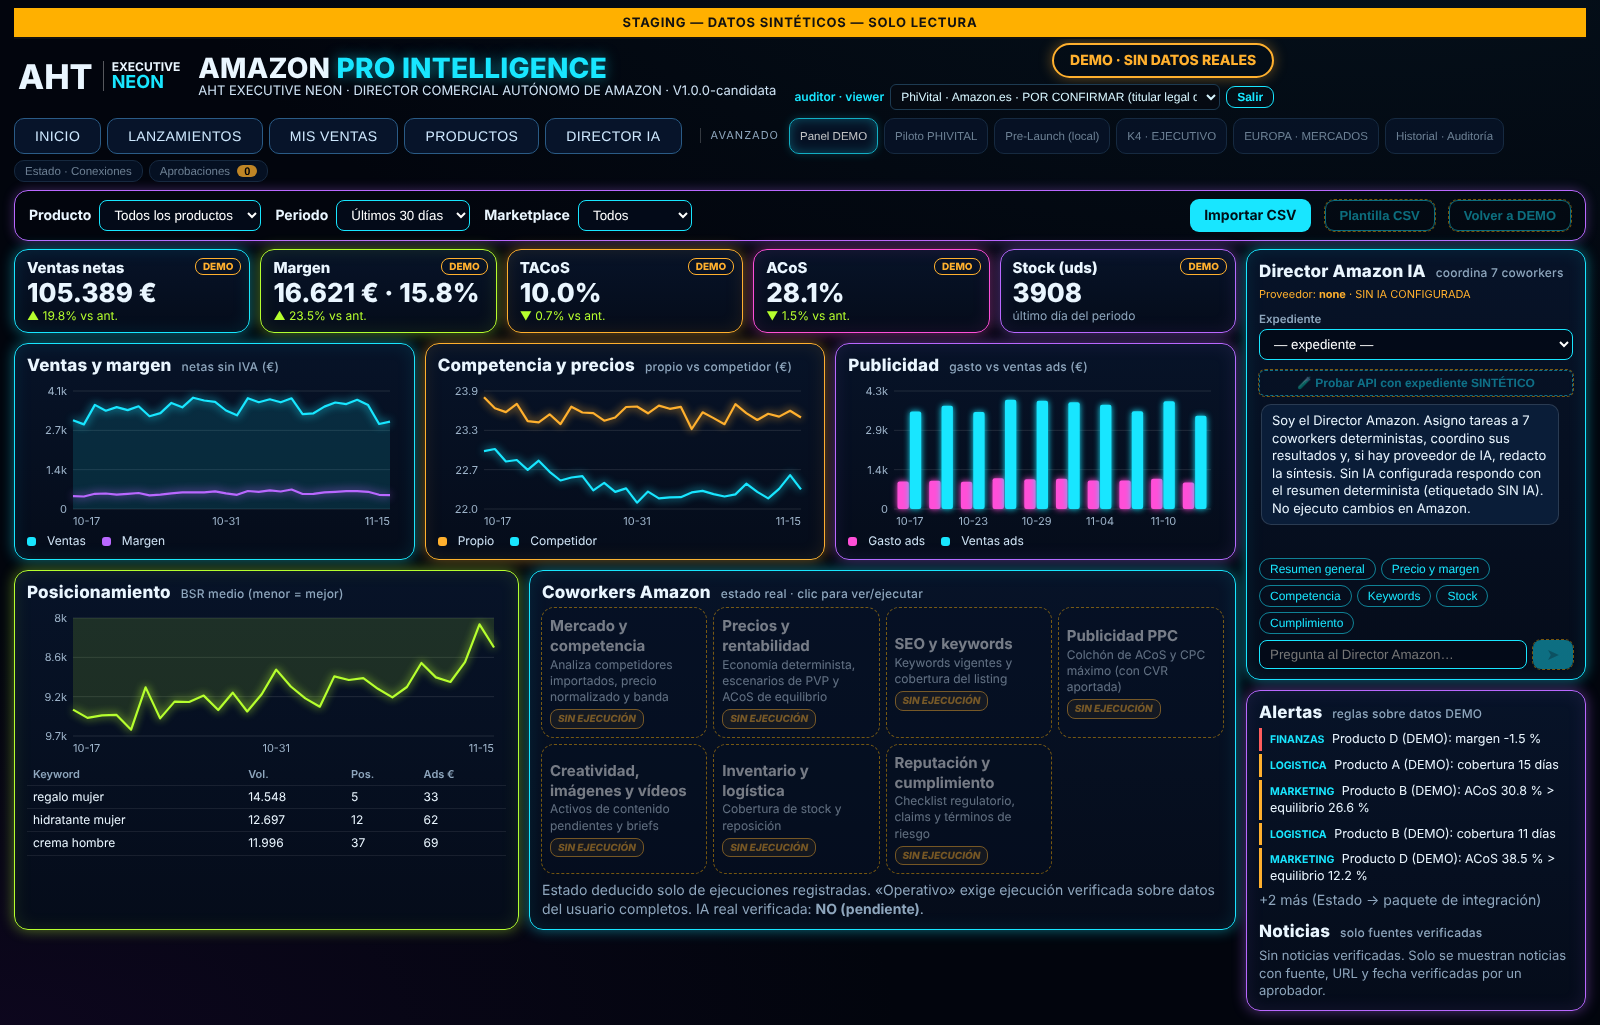 STAGING — DATOS SINTÉTICOS — SOLO LECTURA
AHT EXECUTIVE NEON
AMAZON PRO INTELLIGENCE
AHT EXECUTIVE NEON · DIRECTOR COMERCIAL AUTÓNOMO DE AMAZON · V1.0.0-candidata
DEMO · SIN DATOS REALES
auditor · viewer PhiVital · Amazon.es · POR CONFIRMAR (titular legal c Salir
INICIO LANZAMIENTOS MIS VENTAS PRODUCTOS DIRECTOR IA AVANZADO Panel DEMO Piloto PHIVITAL Pre-Launch (local) K4 · EJECUTIVO EUROPA · MERCADOS Historial · Auditoría
Estado · Conexiones Aprobaciones 0
Producto Todos los productos Periodo Últimos 30 días Marketplace Todos Importar CSV Plantilla CSV Volver a DEMO
Ventas netas DEMO
105.389 €
▲ 19.8% vs ant.
Margen DEMO
16.621 € · 15.8%
▲ 23.5% vs ant.
TACoS DEMO
10.0%
▼ 0.7% vs ant.
ACoS DEMO
28.1%
▼ 1.5% vs ant.
Stock (uds) DEMO
3908
último día del periodo
Ventas y margen netas sin IVA (€)
4.1k
2.7k
1.4k
0
10-17 10-31 11-15
Ventas Margen
Competencia y precios propio vs competidor (€)
23.9
23.3
22.7
22.0
10-17 10-31 11-15
Propio Competidor
Publicidad gasto vs ventas ads (€)
4.3k
2.9k
1.4k
0
10-17 10-23 10-29 11-04 11-10
Gasto ads Ventas ads
Posicionamiento BSR medio (menor = mejor)
8k
8.6k
9.2k
9.7k
10-17 10-31 11-15
Keyword Vol. Pos. Ads €
regalo mujer 14.548 5 33
hidratante mujer 12.697 12 62
crema hombre 11.996 37 69
Coworkers Amazon estado real · clic para ver/ejecutar
Mercado y
competencia
Analiza competidores
importados, precio
normalizado y banda
SIN EJECUCIÓN
Precios y
rentabilidad
Economía determinista,
escenarios de PVP y
ACoS de equilibrio
SIN EJECUCIÓN
SEO y keywords
Keywords vigentes y
cobertura del listing
SIN EJECUCIÓN
Publicidad PPC
Colchón de ACoS y CPC
máximo (con CVR
aportada)
SIN EJECUCIÓN
Creatividad,
imágenes y vídeos
Activos de contenido
pendientes y briefs
SIN EJECUCIÓN
Inventario y
logística
Cobertura de stock y
reposición
SIN EJECUCIÓN
Reputación y
cumplimiento
Checklist regulatorio,
claims y términos de
riesgo
SIN EJECUCIÓN
Estado deducido solo de ejecuciones registradas. «Operativo» exige ejecución verificada sobre datos
del usuario completos. IA real verificada: NO (pendiente).
Director Amazon IA coordina 7 coworkers
Proveedor: none · SIN IA CONFIGURADA
Expediente
— expediente —
Probar API con expediente SINTÉTICO
Soy el Director Amazon. Asigno tareas a 7
coworkers deterministas, coordino sus
resultados y, si hay proveedor de IA, redacto
la síntesis. Sin IA configurada respondo con
el resumen determinista (etiquetado SIN IA).
No ejecuto cambios en Amazon.
Resumen general Precio y margen
Competencia Keywords Stock
Cumplimiento
Pregunta al Director Amazon… ➤
Alertas reglas sobre datos DEMO
FINANZAS Producto D (DEMO): margen -1.5 %
LOGISTICA Producto A (DEMO): cobertura 15 días
MARKETING Producto B (DEMO): ACoS 30.8 % >
equilibrio 26.6 %
LOGISTICA Producto B (DEMO): cobertura 11 días
MARKETING Producto D (DEMO): ACoS 38.5 % >
equilibrio 12.2 %
+2 más (Estado → paquete de integración)
Noticias solo fuentes verificadas
Sin noticias verificadas. Solo se muestran noticias
con fuente, URL y fecha verificadas por un
aprobador.